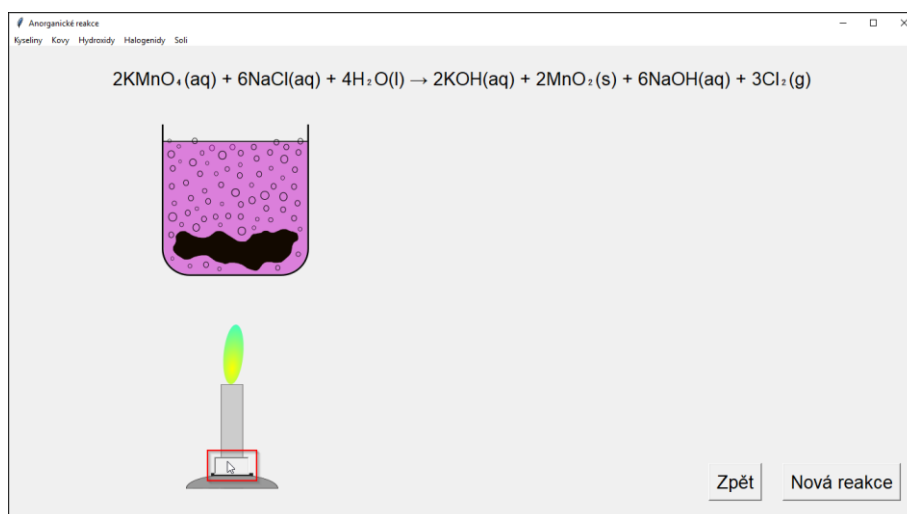 Anorganické reakce
Kyseliny Kovy Hydroxidy Halogenidy Soli
2KMnO₄(aq) + 6NaCl(aq) + 4H₂O(l) → 2KOH(aq) + 2MnO₂(s) + 6NaOH(aq) + 3Cl₂(g)
Zpět Nová reakce